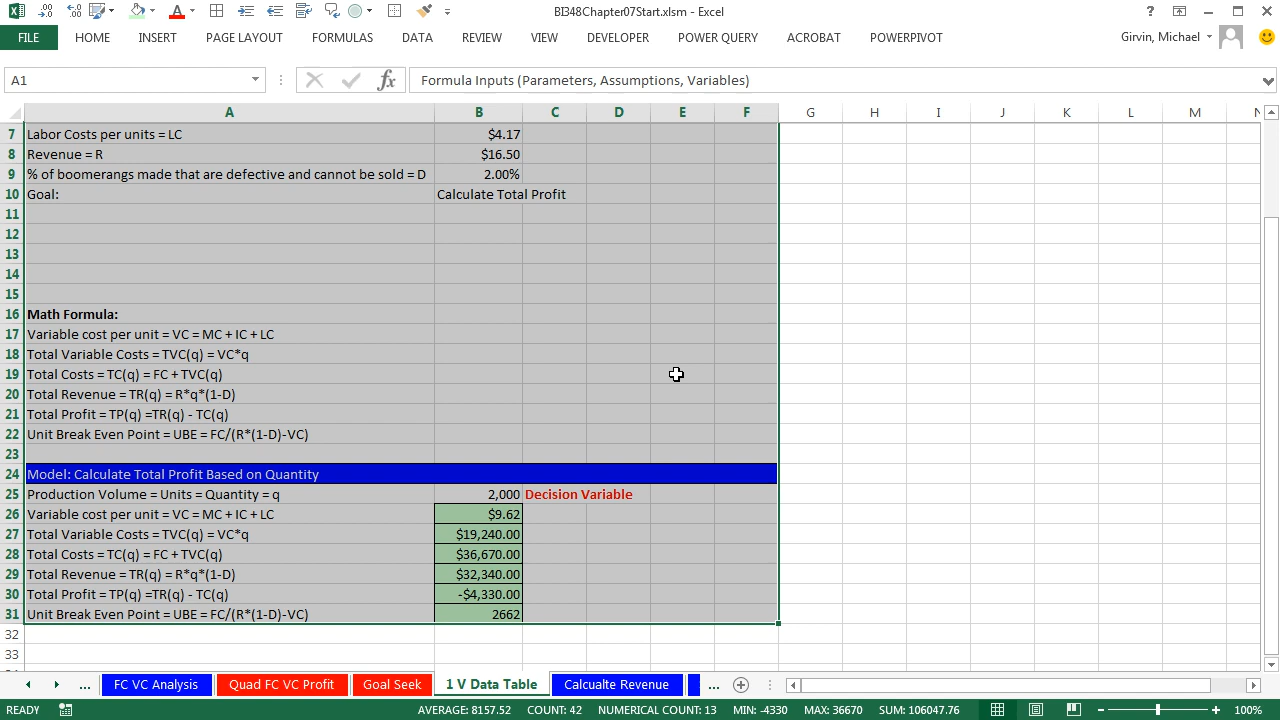 BI348Chapter07Start.xlsm - Excel
FILE HOME INSERT PAGE LAYOUT FORMULAS DATA REVIEW VIEW DEVELOPER POWER QUERY ACROBAT POWERPIVOT Girvin, Michael
A1 fx Formula Inputs (Parameters, Assumptions, Variables)
A B C D E F G H I J K L M N
7 Labor Costs per units = LC $4.17
8 Revenue = R $16.50
9 % of boomerangs made that are defective and cannot be sold = D 2.00%
10 Goal: Calculate Total Profit
11
12
13
14
15
16 Math Formula:
17 Variable cost per unit = VC = MC + IC + LC
18 Total Variable Costs = TVC(q) = VC*q
19 Total Costs = TC(q) = FC + TVC(q)
20 Total Revenue = TR(q) = R*q*(1-D)
21 Total Profit = TP(q) =TR(q) - TC(q)
22 Unit Break Even Point = UBE = FC/(R*(1-D)-VC)
23
24 Model: Calculate Total Profit Based on Quantity
25 Production Volume = Units = Quantity = q 2,000 Decision Variable
26 Variable cost per unit = VC = MC + IC + LC $9.62
27 Total Variable Costs = TVC(q) = VC*q $19,240.00
28 Total Costs = TC(q) = FC + TVC(q) $36,670.00
29 Total Revenue = TR(q) = R*q*(1-D) $32,340.00
30 Total Profit = TP(q) =TR(q) - TC(q) -$4,330.00
31 Unit Break Even Point = UBE = FC/(R*(1-D)-VC) 2662
32
33
... FC VC Analysis Quad FC VC Profit Goal Seek 1 V Data Table Calcualte Revenue ...
READY AVERAGE: 8157.52 COUNT: 42 NUMERICAL COUNT: 13 MIN: -4330 MAX: 36670 SUM: 106047.76 100%